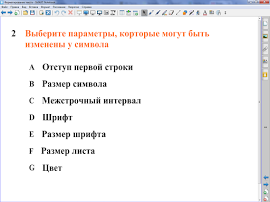 2 Выберите параметры, корторые могут быть
изменены у символа
A Отступ первой строки
B Размер символа
C Межстрочный интервал
D Шрифт
E Размер шрифта
F Размер листа
G Цвет